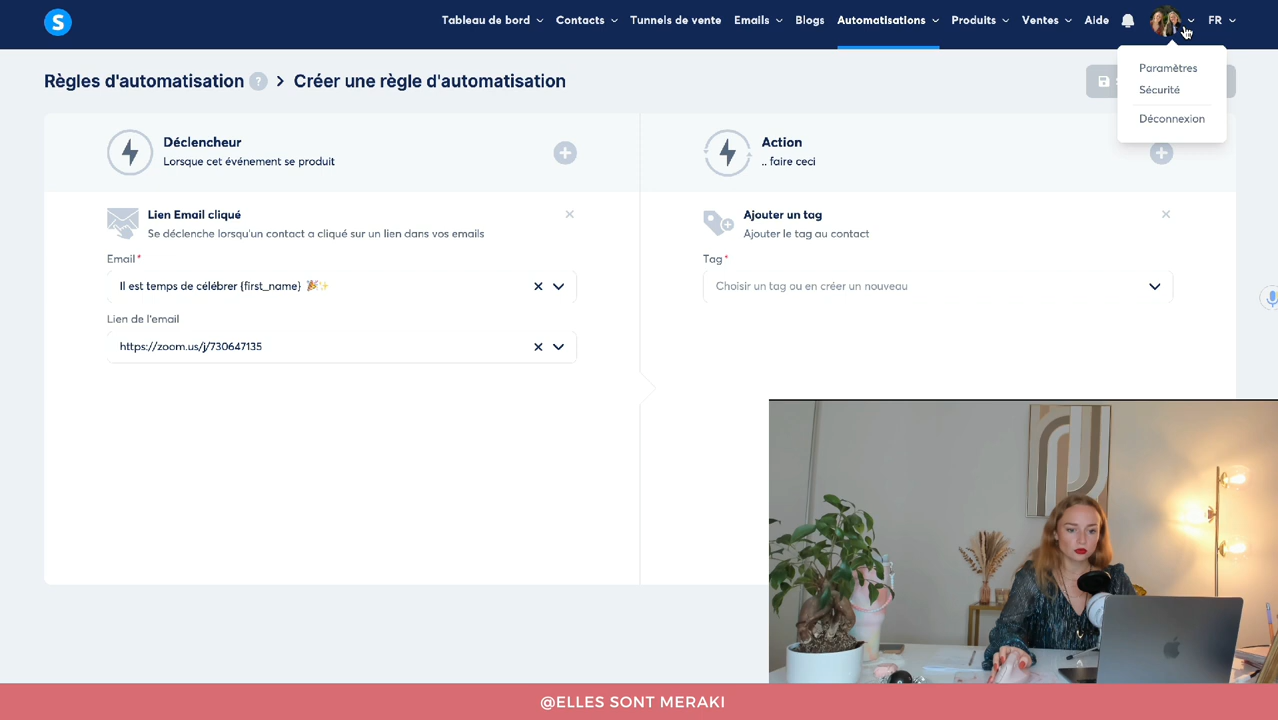 S
Tableau de bord
Contacts
Tunnels de vente
Emails
Blogs
Automatisations
Produits
Ventes
Aide
FR
Paramètres
Sécurité
Déconnexion
Règles d'automatisation ? > Créer une règle d'automatisation
Déclencheur
Lorsque cet événement se produit
Lien Email cliqué
Se déclenche lorsqu'un contact a cliqué sur un lien dans vos emails
Email*
Il est temps de célébrer {first_name} 🎉✨
Lien de l'email
https://zoom.us/j/730647135
Action
.. faire ceci
Ajouter un tag
Ajouter le tag au contact
Tag*
Choisir un tag ou en créer un nouveau
@ELLES SONT MERAKI